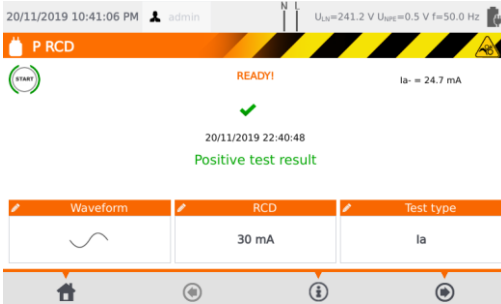 20/11/2019 10:41:06 PM admin N L U_LN=241.2 V U_NPE=0.5 V f=50.0 Hz
P RCD
START READY! Ia- = 24.7 mA
20/11/2019 22:40:48
Positive test result
Waveform RCD Test type
30 mA Ia